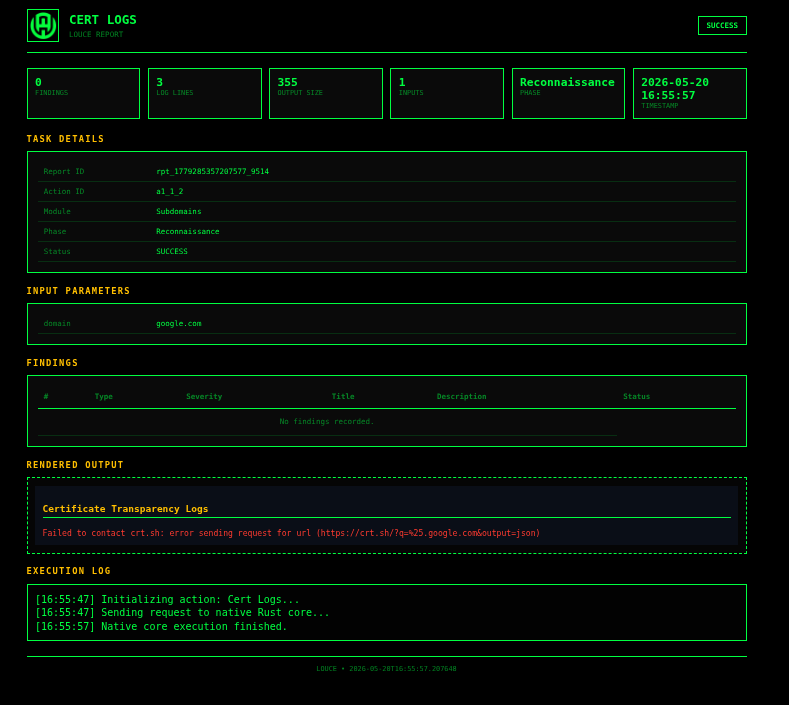 CERT LOGS
LOUCE REPORT
SUCCESS
0
FINDINGS
3
LOG LINES
355
OUTPUT SIZE
1
INPUTS
Reconnaissance
PHASE
2026-05-20
16:55:57
TIMESTAMP
TASK DETAILS
Report ID rpt_1779285357207577_9514
Action ID a1_1_2
Module Subdomains
Phase Reconnaissance
Status SUCCESS
INPUT PARAMETERS
domain google.com
FINDINGS
# Type Severity Title Description Status
No findings recorded.
RENDERED OUTPUT
Certificate Transparency Logs
Failed to contact crt.sh: error sending request for url (https://crt.sh/?q=%25.google.com&output=json)
EXECUTION LOG
[16:55:47] Initializing action: Cert Logs...
[16:55:47] Sending request to native Rust core...
[16:55:57] Native core execution finished.
LOUCE • 2026-05-20T16:55:57.207648